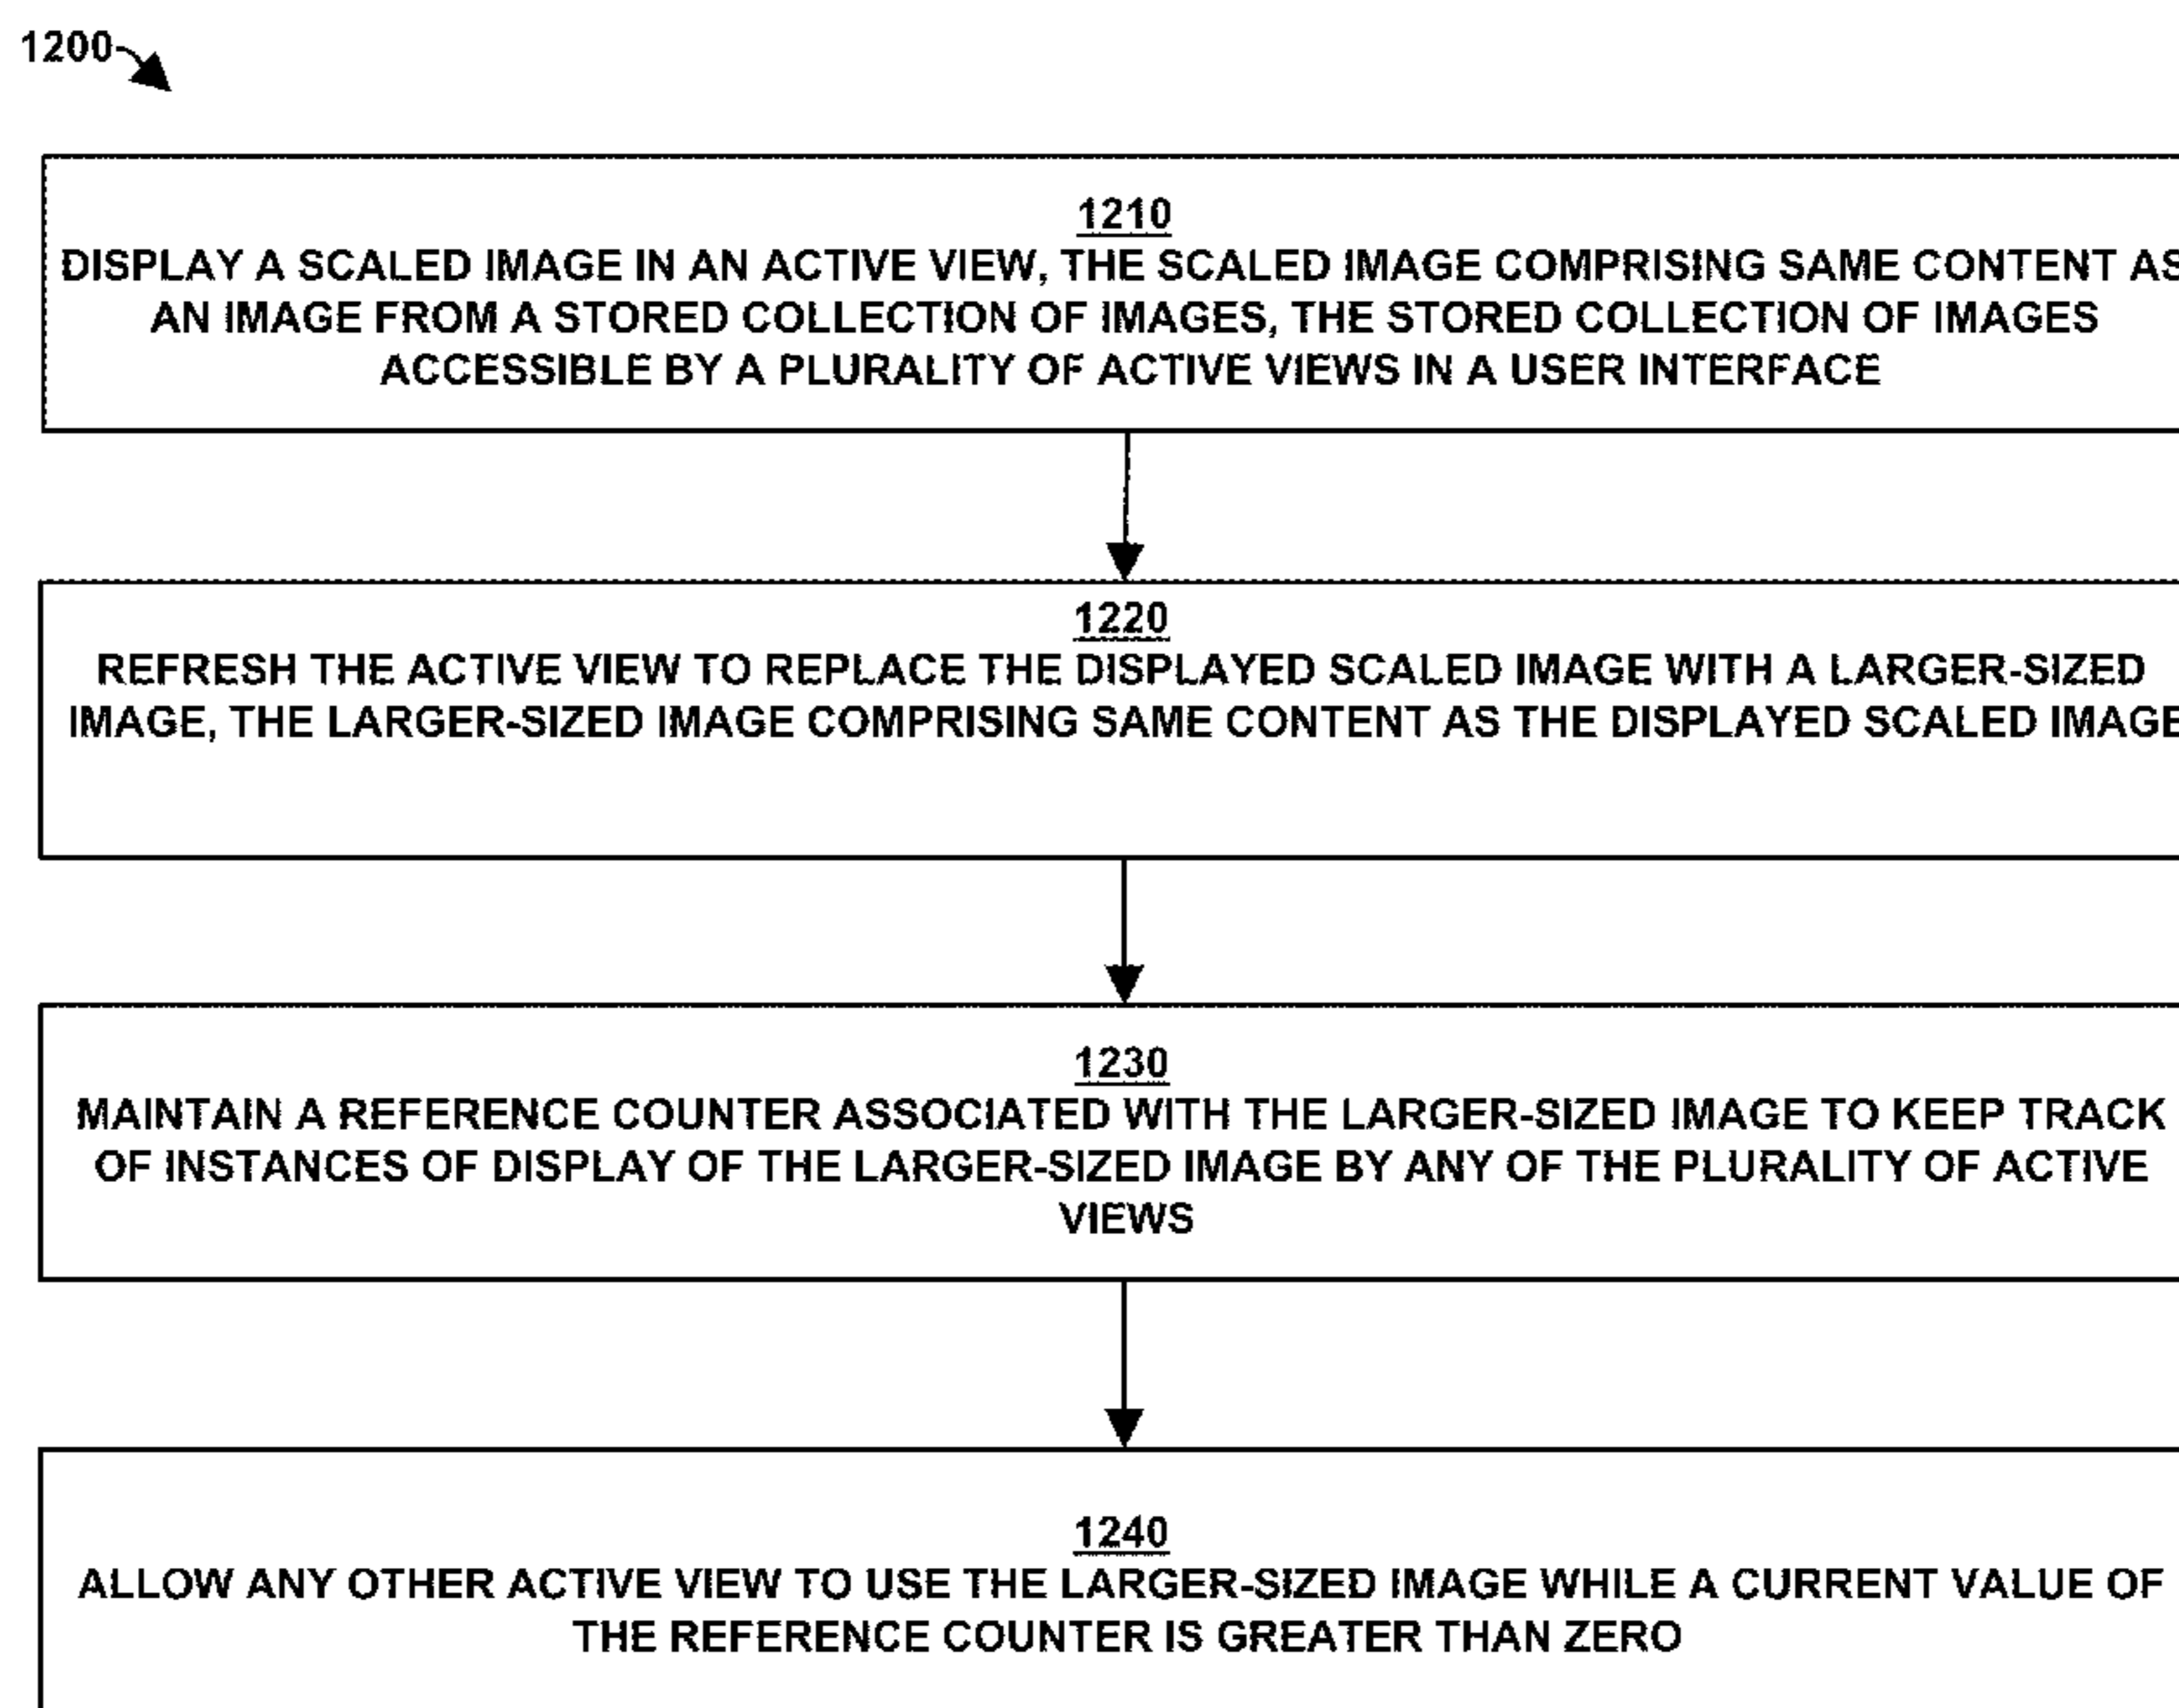 1200
1210
DISPLAY A SCALED IMAGE IN AN ACTIVE VIEW, THE SCALED IMAGE COMPRISING SAME CONTENT AS
AN IMAGE FROM A STORED COLLECTION OF IMAGES, THE STORED COLLECTION OF IMAGES
ACCESSIBLE BY A PLURALITY OF ACTIVE VIEWS IN A USER INTERFACE
1220
REFRESH THE ACTIVE VIEW TO REPLACE THE DISPLAYED SCALED IMAGE WITH A LARGER-SIZED
IMAGE, THE LARGER-SIZED IMAGE COMPRISING SAME CONTENT AS THE DISPLAYED SCALED IMAGE
1230
MAINTAIN A REFERENCE COUNTER ASSOCIATED WITH THE LARGER-SIZED IMAGE TO KEEP TRACK
OF INSTANCES OF DISPLAY OF THE LARGER-SIZED IMAGE BY ANY OF THE PLURALITY OF ACTIVE
VIEWS
1240
ALLOW ANY OTHER ACTIVE VIEW TO USE THE LARGER-SIZED IMAGE WHILE A CURRENT VALUE OF
THE REFERENCE COUNTER IS GREATER THAN ZERO